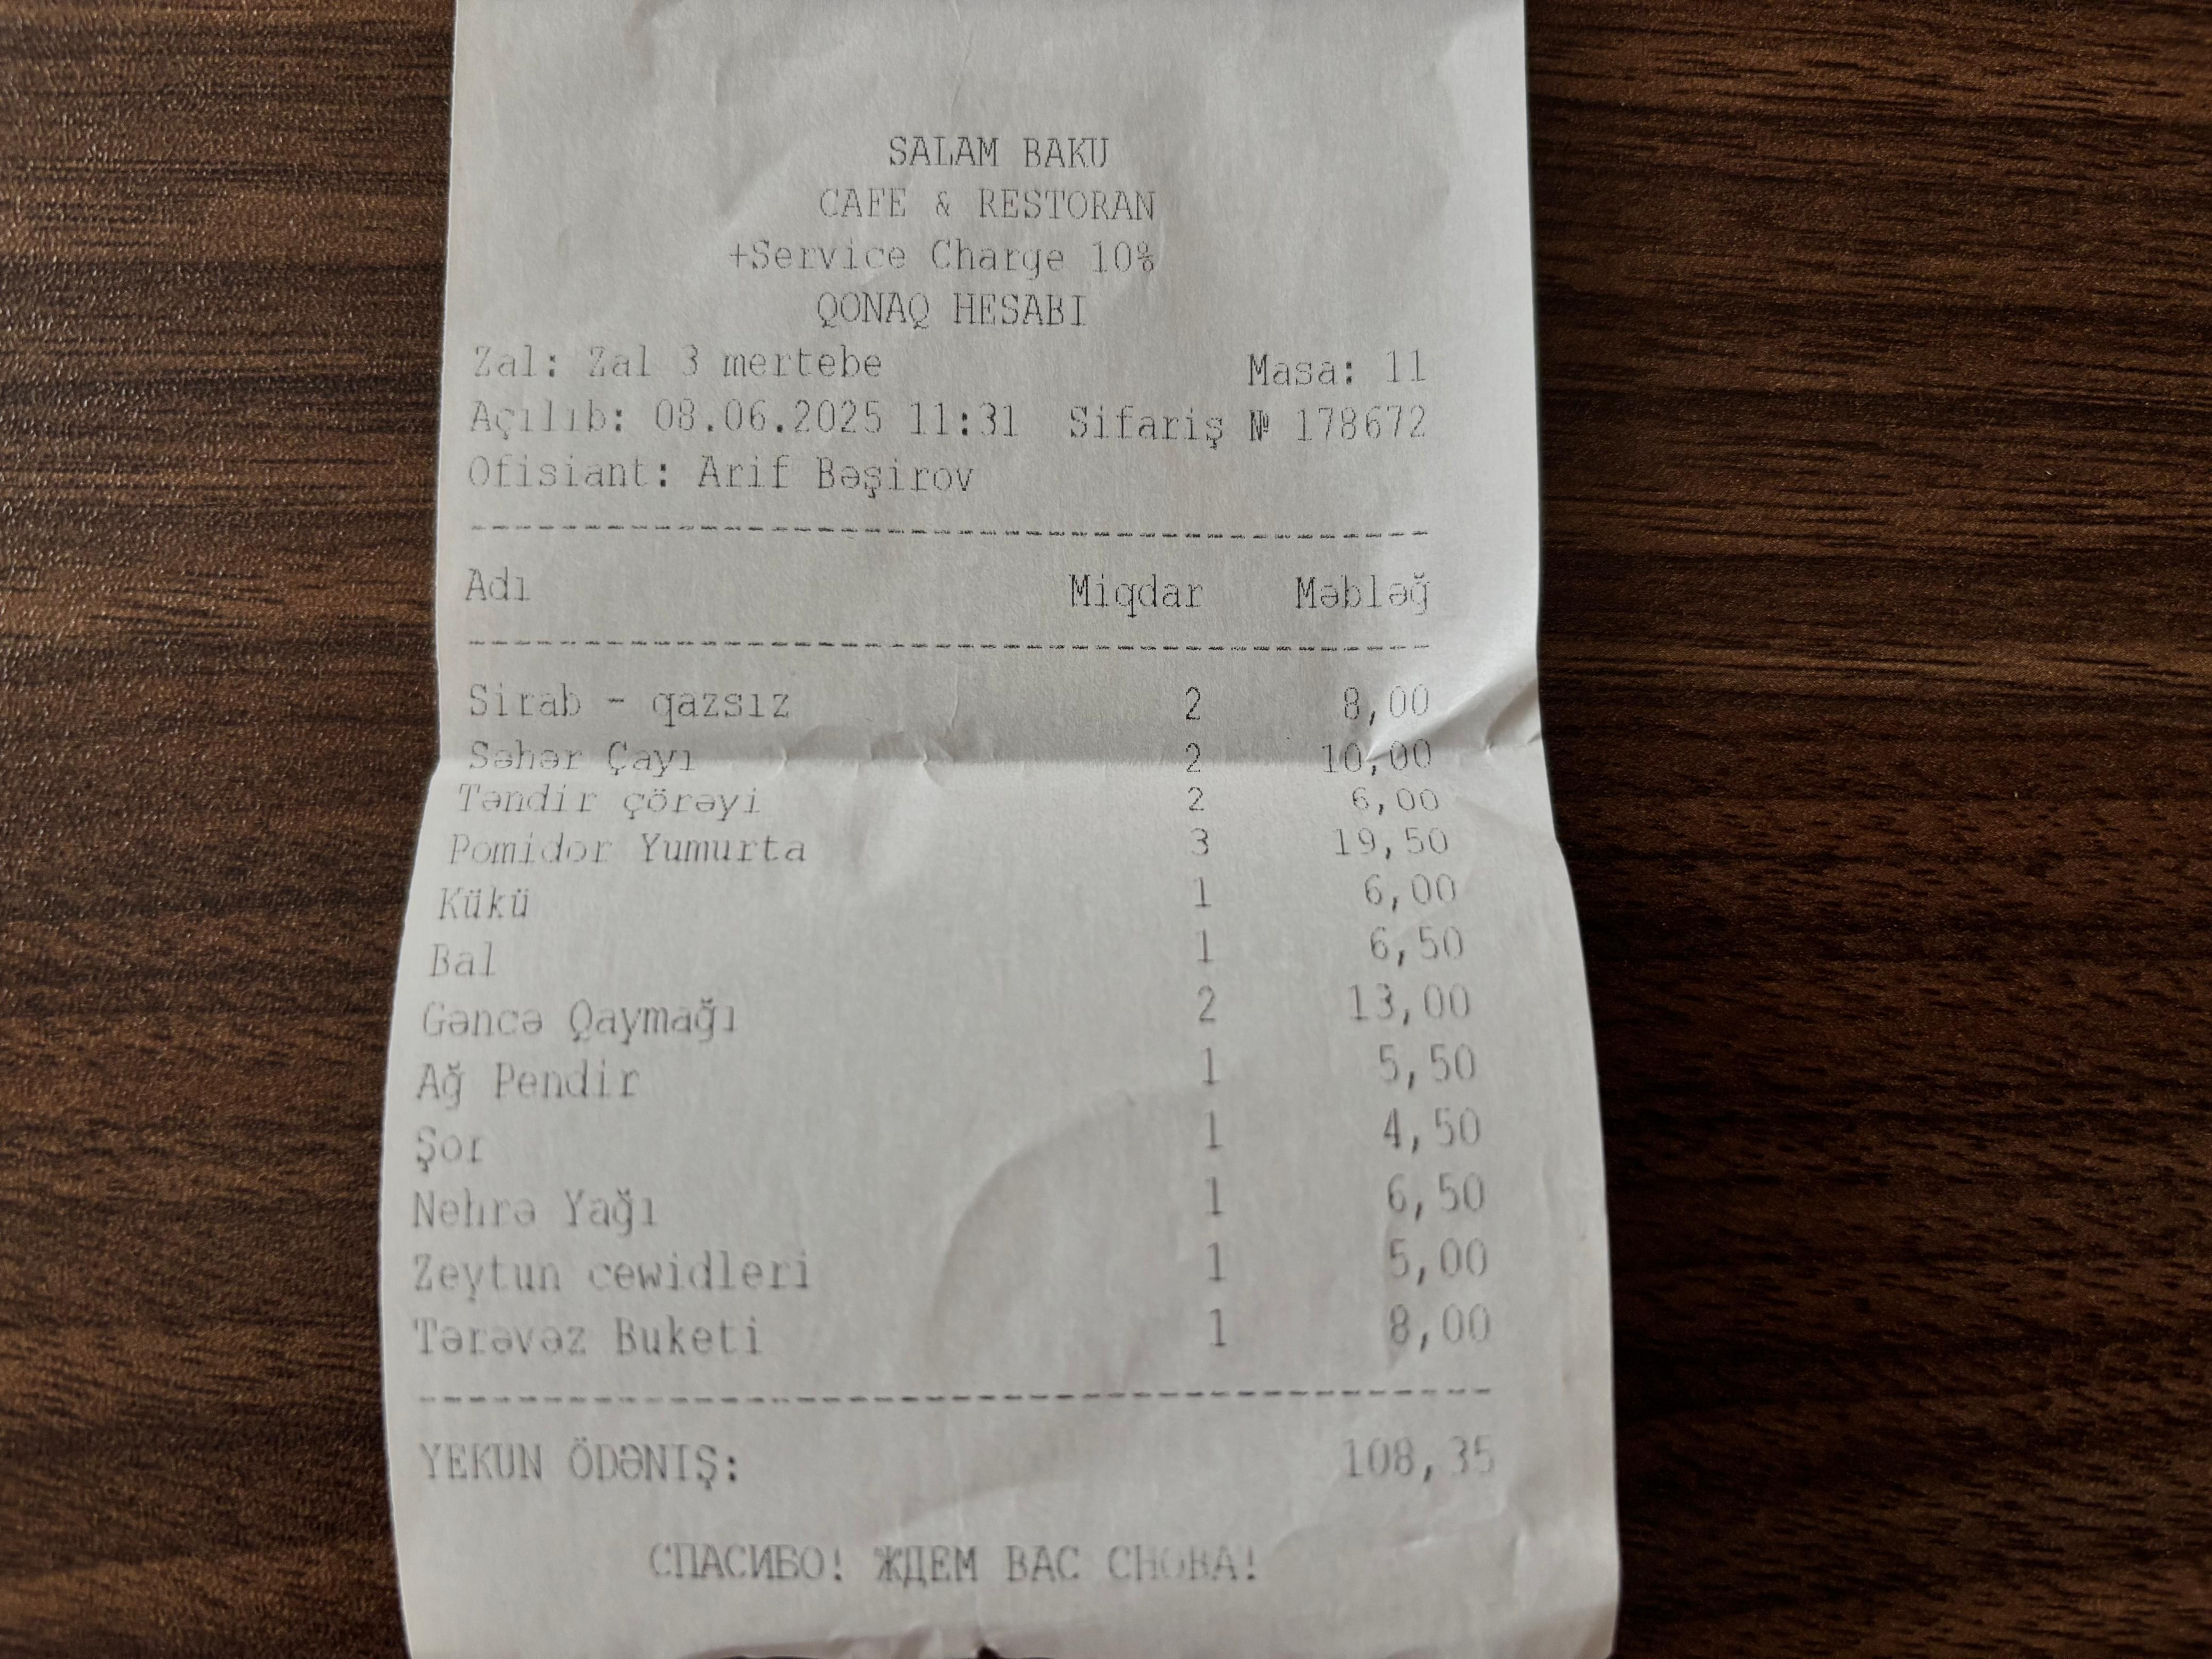 SALAM BAKU
CAFE & RESTORAN
+Service Charge 10%
QONAQ HESABI
Zal: Zal 3 mertebe Masa: 11
Açılıb: 08.06.2025 11:31 Sifariş № 178672
Ofisiant: Arif Bəşirov
Adı Miqdar Məbləğ
Sirab - qazsız 2 8,00
Səhər Çayı 2 10,00
Təndir çörəyi 2 6,00
Pomidor Yumurta 3 19,50
Kükü 1 6,00
Bal 1 6,50
Gəncə Qaymağı 2 13,00
Ağ Pendir 1 5,50
Şor 1 4,50
Nehrə Yağı 1 6,50
Zeytun cewidleri 1 5,00
Tərəvəz Buketi 1 8,00
YEKUN ÖDƏNIŞ: 108,35
СПАСИБО! ЖДЕМ ВАС СНОВА!